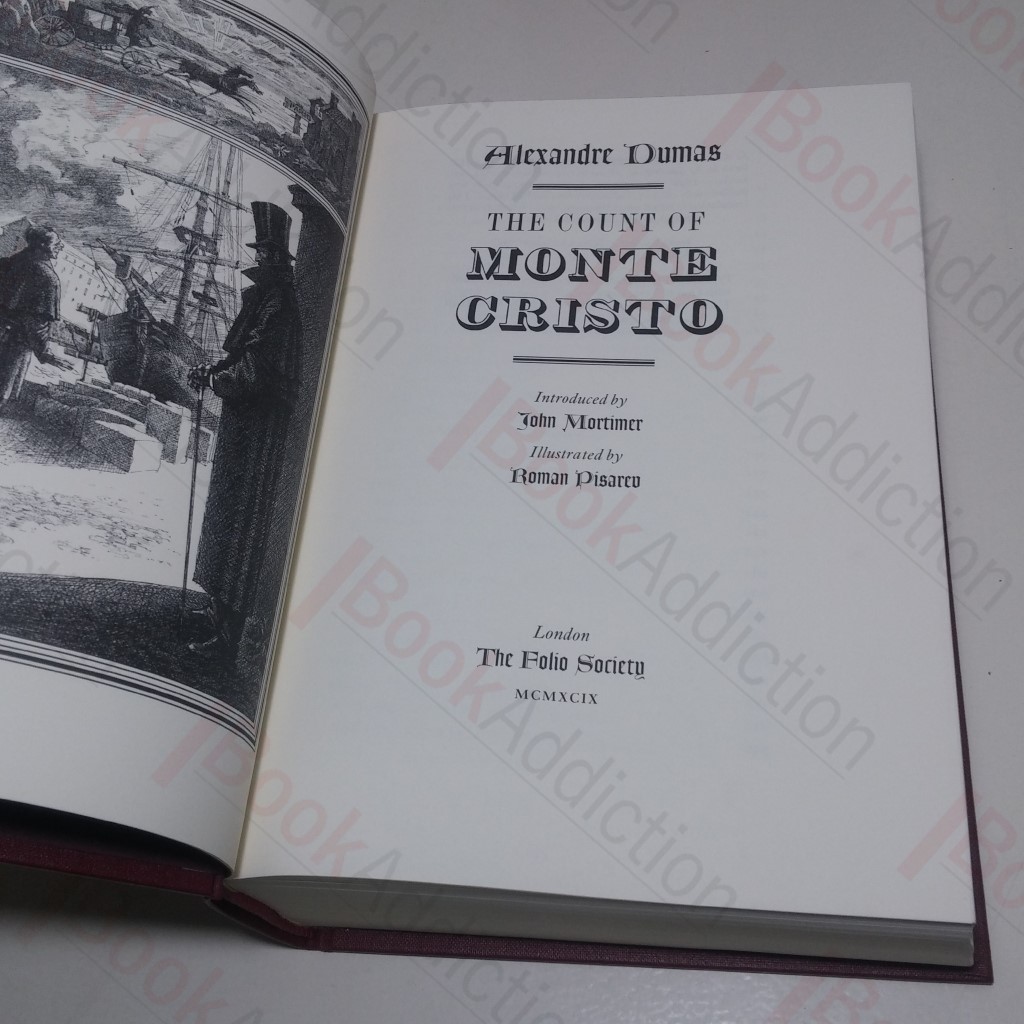 Alexandre Dumas
THE COUNT OF
MONTE
CRISTO
Introduced by
John Mortimer
Illustrated by
Roman Pisarev
London
The Folio Society
MCMXCIX
BookAddiction